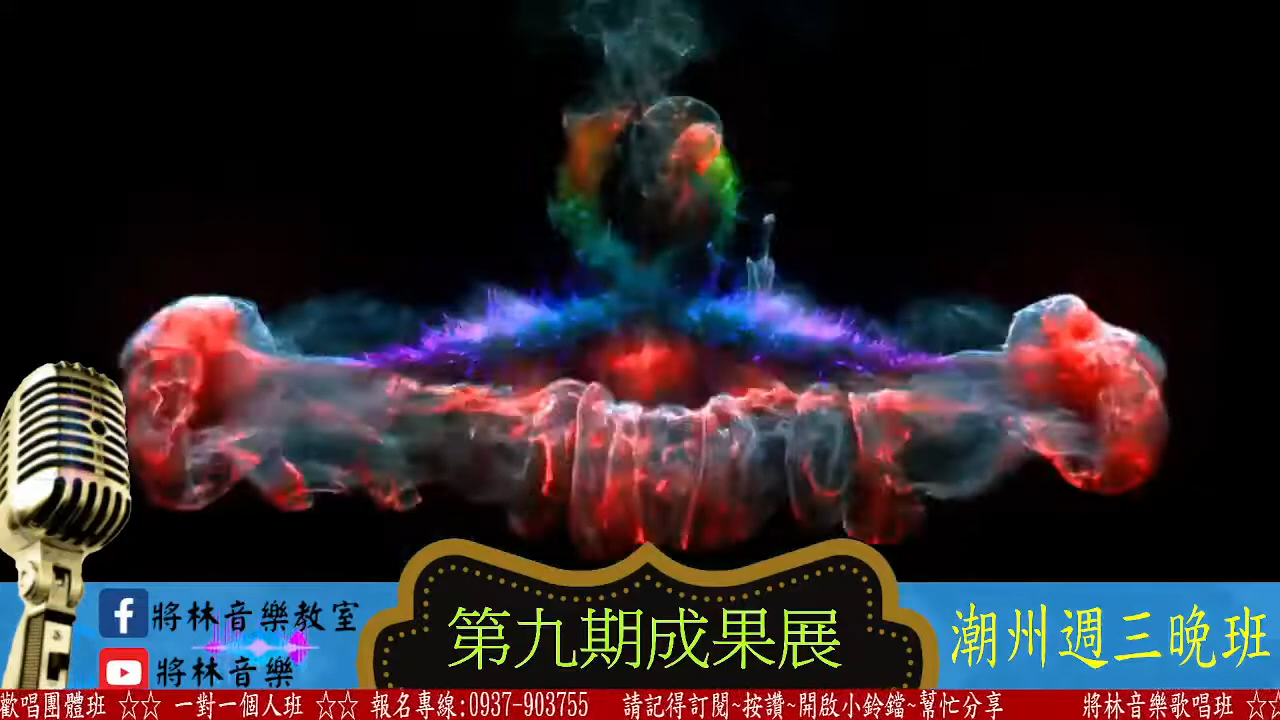 將林音樂教室
將林音樂
第九期成果展
潮州週三晚班
歡唱團體班 ☆☆ 一對一個人班 ☆☆ 報名專線:0937-903755 請記得訂閱~按讚~開啟小鈴鐺~幫忙分享 將林音樂歌唱班 ☆☆